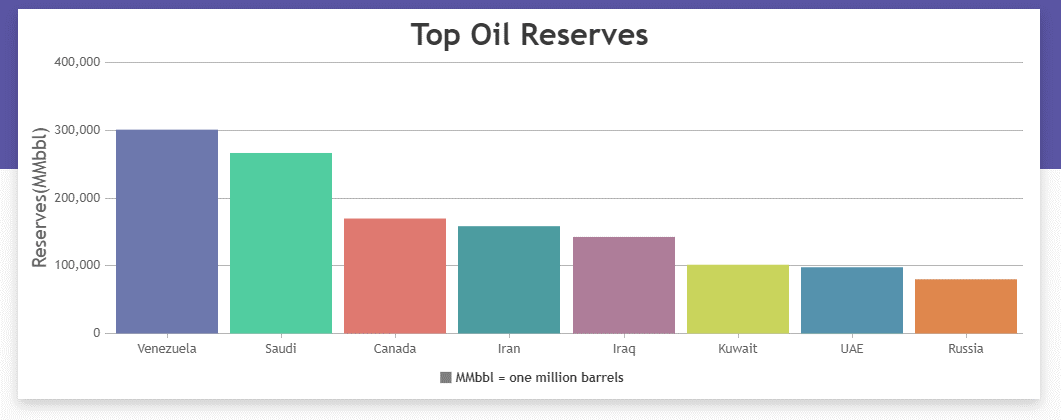 Top Oil Reserves
Reserves(MMbbl)
400,000
300,000
200,000
100,000
0
Venezuela Saudi Canada Iran Iraq Kuwait UAE Russia
MMbbl = one million barrels